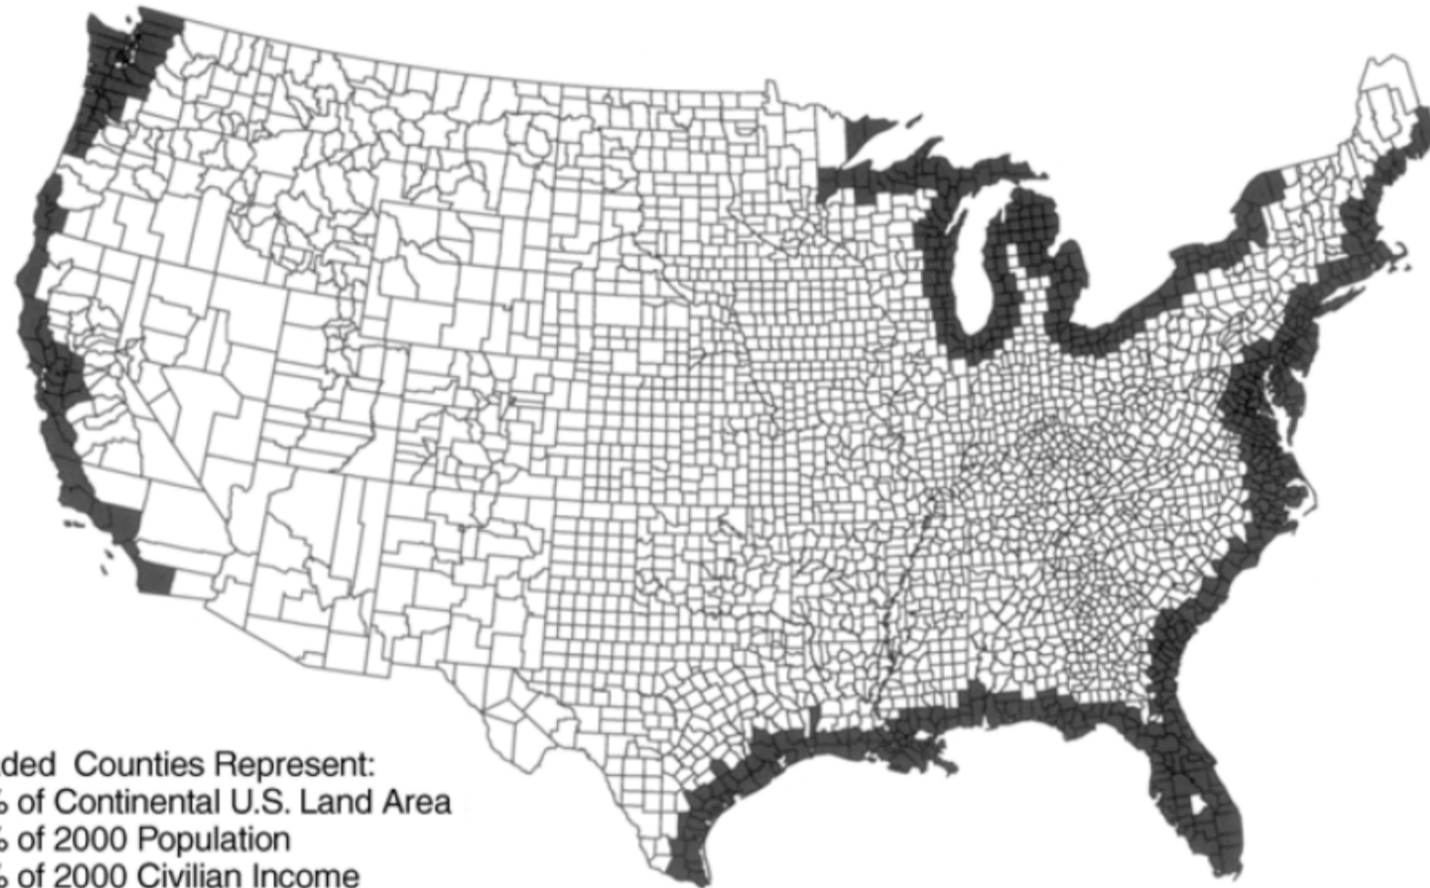 ded Counties Represent:
% of Continental U.S. Land Area
% of 2000 Population
% of 2000 Civilian Income